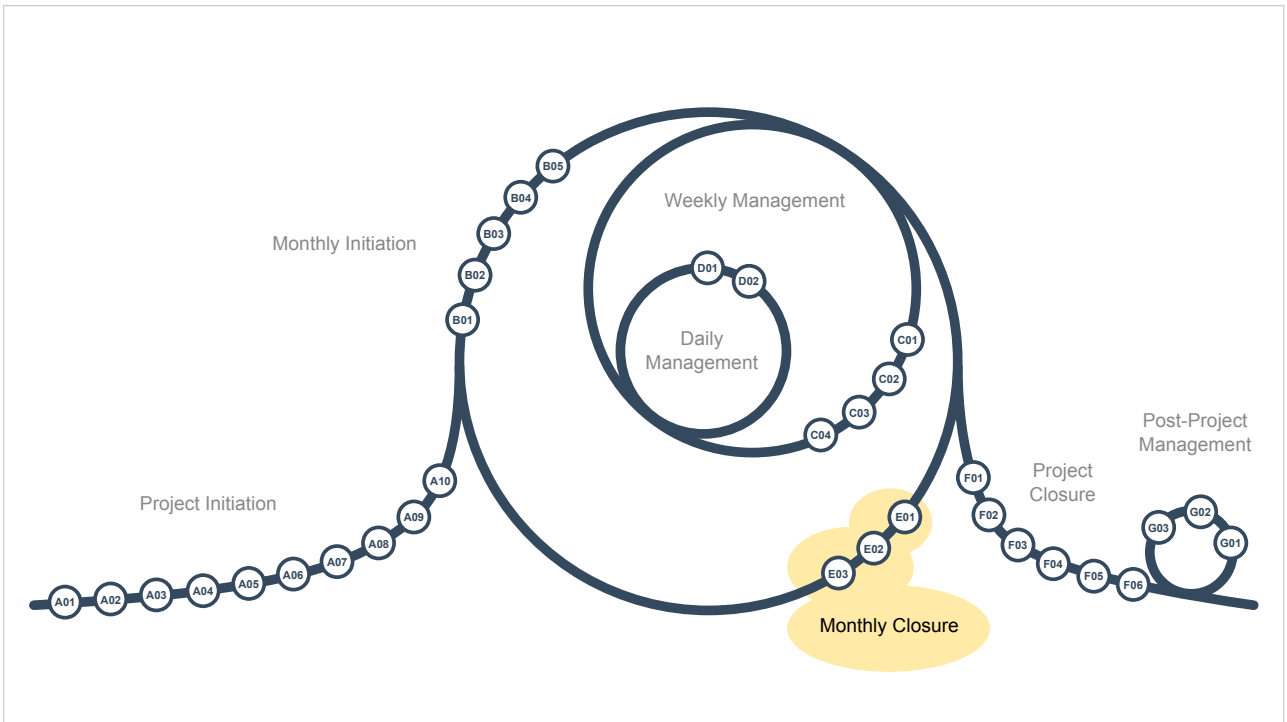 B05
B04
Weekly Management
B03
Monthly Initiation
D01
B02
D02
B01
C01
Daily
Management
C02
C03
Post-Project
Management
C04
F01
Project
Closure
A10
Project Initiation
G02
F02
E01
A09
G03
G01
F03
E02
A08
F04
A07
E03
F05
A06
F06
A05
A04
A03
A02
A01
Monthly Closure